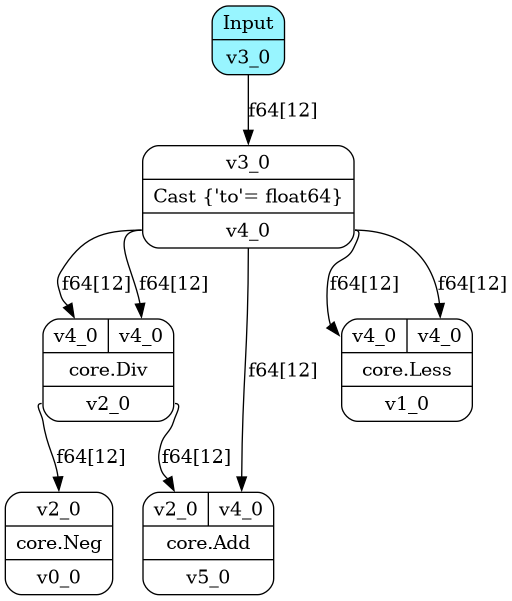 Input
v3_0
f64[12]
v3_0
Cast {'to'= float64}
v4_0
f64[12] f64[12] f64[12] f64[12]
v4_0 v4_0 v4_0 v4_0
f64[12]
core.Div core.Less
v2_0 v1_0
f64[12] f64[12]
v2_0 v2_0 v4_0
core.Neg core.Add
v0_0 v5_0